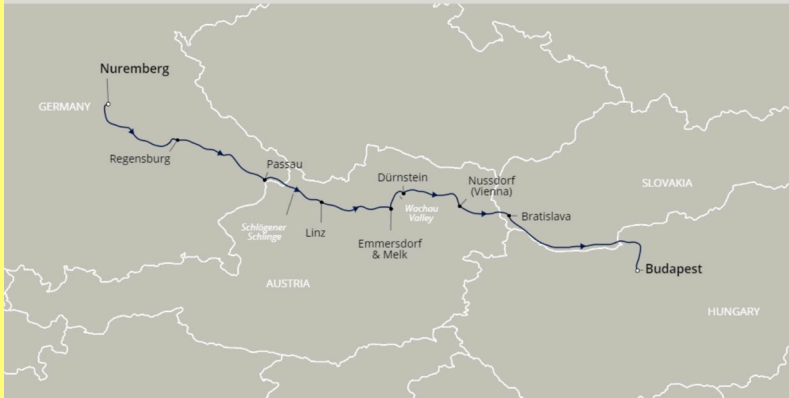 Nuremberg
GERMANY
Regensburg
Passau
Schlögener
Schlinge
Linz
Dürnstein
Wachau
Valley
Emmersdorf
& Melk
Nussdorf
(Vienna)
Bratislava
SLOVAKIA
AUSTRIA
Budapest
HUNGARY